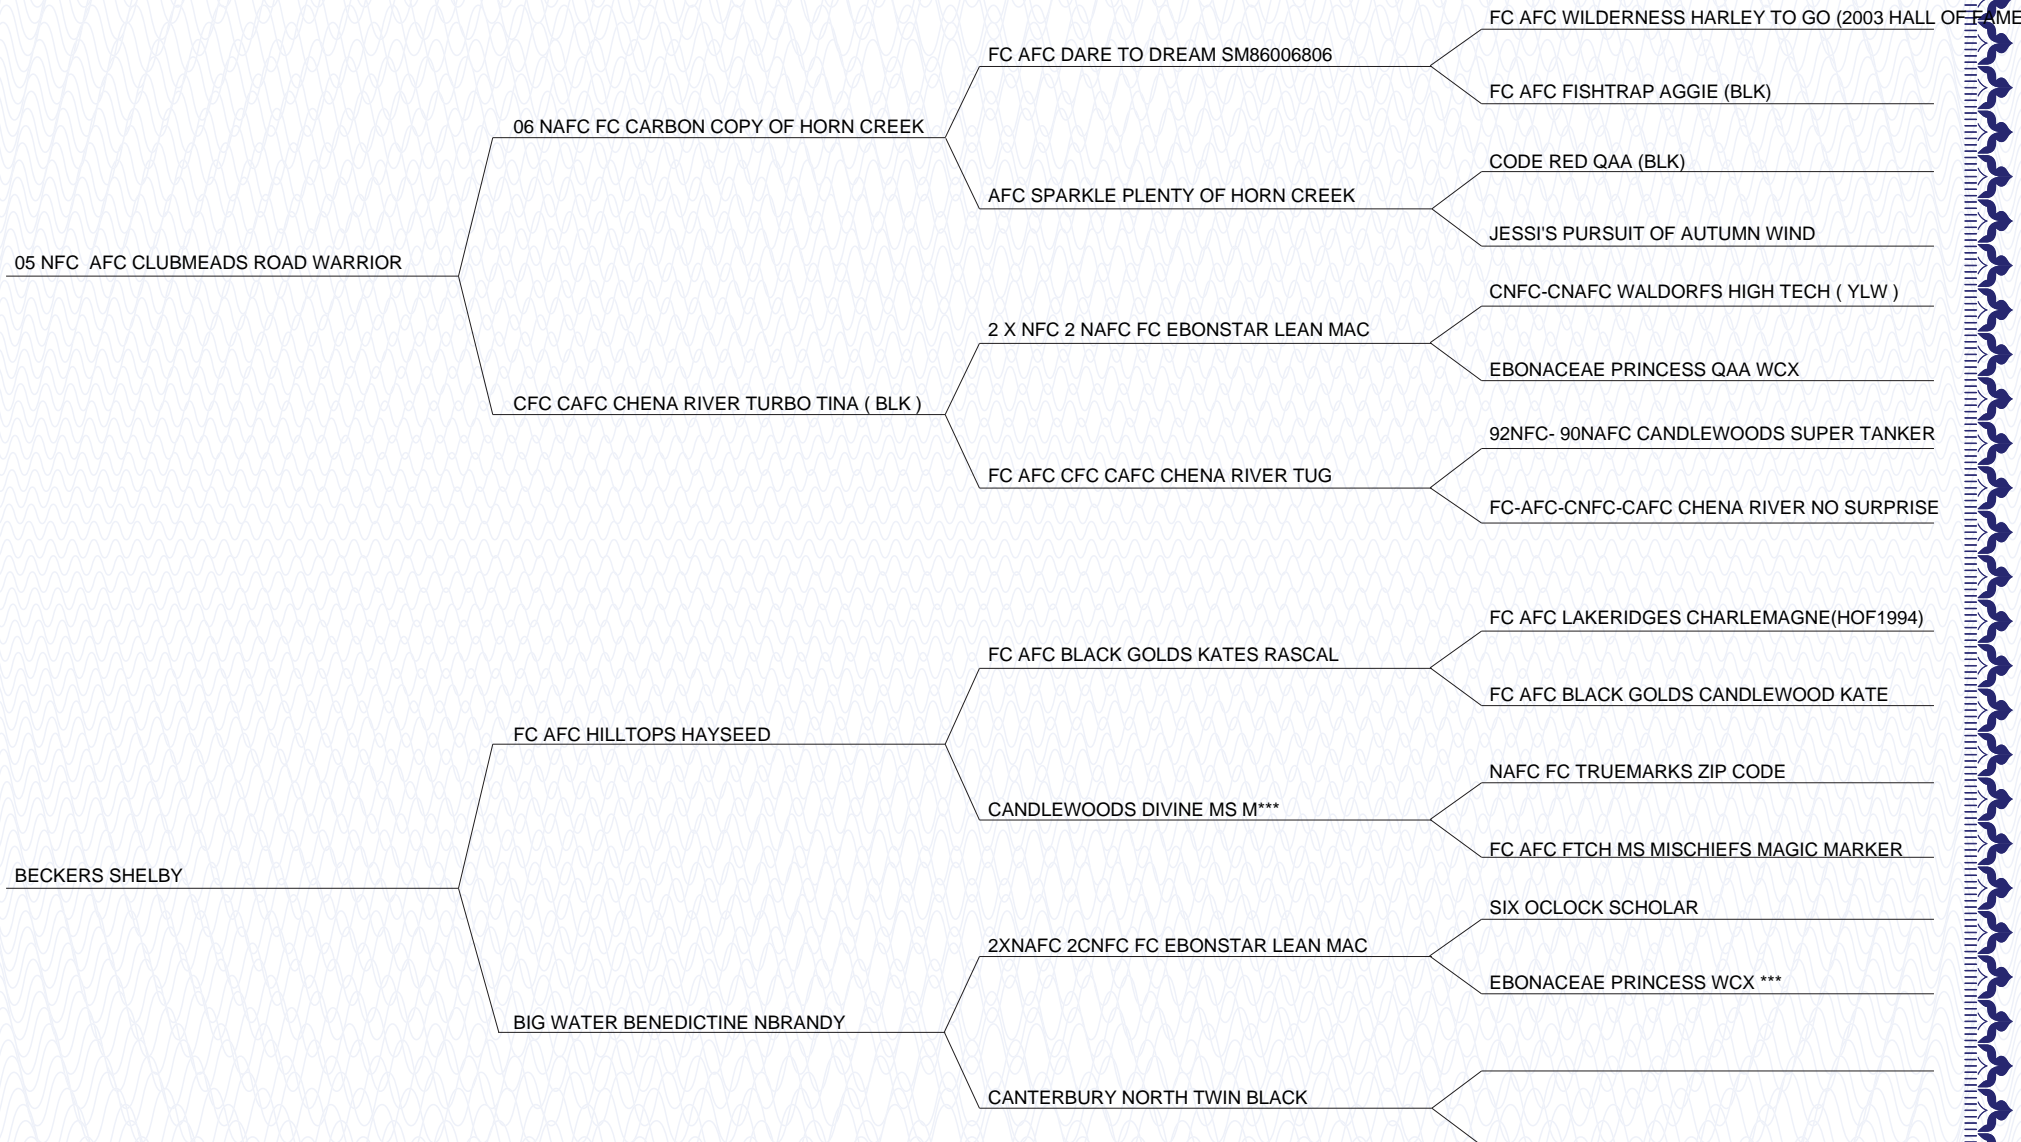 FC AFC WILDERNESS HARLEY TO GO (2003 HALL OF FAME
FC AFC DARE TO DREAM SM86006806
FC AFC FISHTRAP AGGIE (BLK)
06 NAFC FC CARBON COPY OF HORN CREEK
CODE RED QAA (BLK)
AFC SPARKLE PLENTY OF HORN CREEK
JESSI'S PURSUIT OF AUTUMN WIND
05 NFC  AFC CLUBMEADS ROAD WARRIOR
CNFC-CNAFC WALDORFS HIGH TECH ( YLW )
2 X NFC 2 NAFC FC EBONSTAR LEAN MAC
EBONACEAE PRINCESS QAA WCX
CFC CAFC CHENA RIVER TURBO TINA ( BLK )
92NFC- 90NAFC CANDLEWOODS SUPER TANKER
FC AFC CFC CAFC CHENA RIVER TUG
FC-AFC-CNFC-CAFC CHENA RIVER NO SURPRISE
FC AFC LAKERIDGES CHARLEMAGNE(HOF1994)
FC AFC BLACK GOLDS KATES RASCAL
FC AFC BLACK GOLDS CANDLEWOOD KATE
FC AFC HILLTOPS HAYSEED
NAFC FC TRUEMARKS ZIP CODE
CANDLEWOODS DIVINE MS M***
FC AFC FTCH MS MISCHIEFS MAGIC MARKER
BECKERS SHELBY
SIX OCLOCK SCHOLAR
2XNAFC 2CNFC FC EBONSTAR LEAN MAC
EBONACEAE PRINCESS WCX ***
BIG WATER BENEDICTINE NBRANDY
CANTERBURY NORTH TWIN BLACK